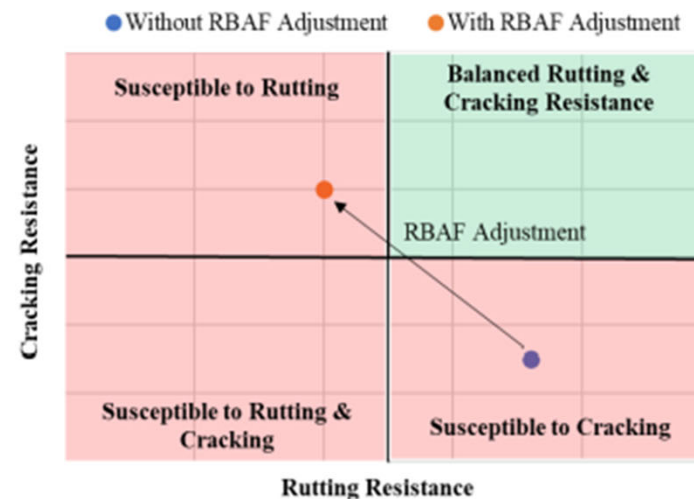 Without RBAF Adjustment With RBAF Adjustment
Susceptible to Rutting
Balanced Rutting &
Cracking Resistance
Cracking Resistance
RBAF Adjustment
Susceptible to Rutting &
Cracking
Susceptible to Cracking
Rutting Resistance